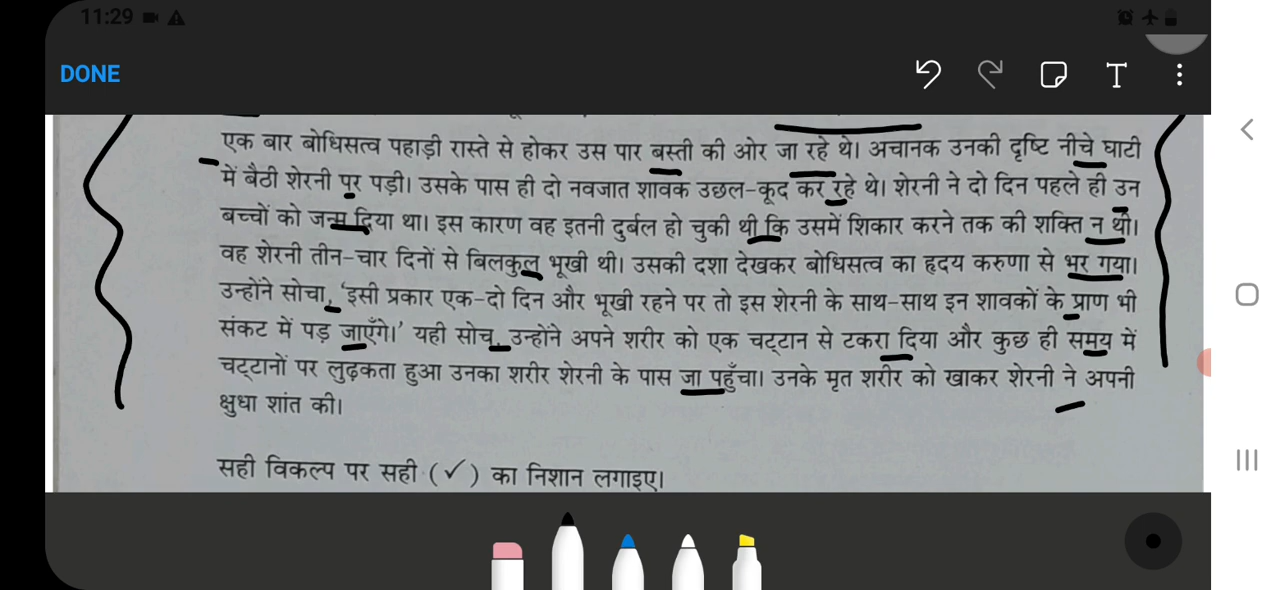 11:29
DONE
T
एक बार बोधिसत्व पहाड़ी रास्ते से होकर उस पार बस्ती की ओर जा रहे थे। अचानक उनकी दृष्टि नीचे घाटी
में बैठी शेरनी पर पड़ी। उसके पास ही दो नवजात शावक उछल-कूद कर रहे थे। शेरनी ने दो दिन पहले ही उन
बच्चों को जन्म दिया था। इस कारण वह इतनी दुर्बल हो चुकी थी कि उसमें शिकार करने तक की शक्ति न थी।
वह शेरनी तीन-चार दिनों से बिलकुल भूखी थी। उसकी दशा देखकर बोधिसत्व का हृदय करुणा से भर गया।
उन्होंने सोचा, ‘इसी प्रकार एक-दो दिन और भूखी रहने पर तो इस शेरनी के साथ-साथ इन शावकों के प्राण भी
संकट में पड़ जाएँगे।’ यही सोच, उन्होंने अपने शरीर को एक चट्टान से टकरा दिया और कुछ ही समय में
चट्टानों पर लुढ़कता हुआ उनका शरीर शेरनी के पास जा पहुँचा। उनके मृत शरीर को खाकर शेरनी ने अपनी
क्षुधा शांत की।
सही विकल्प पर सही (✓) का निशान लगाइए।